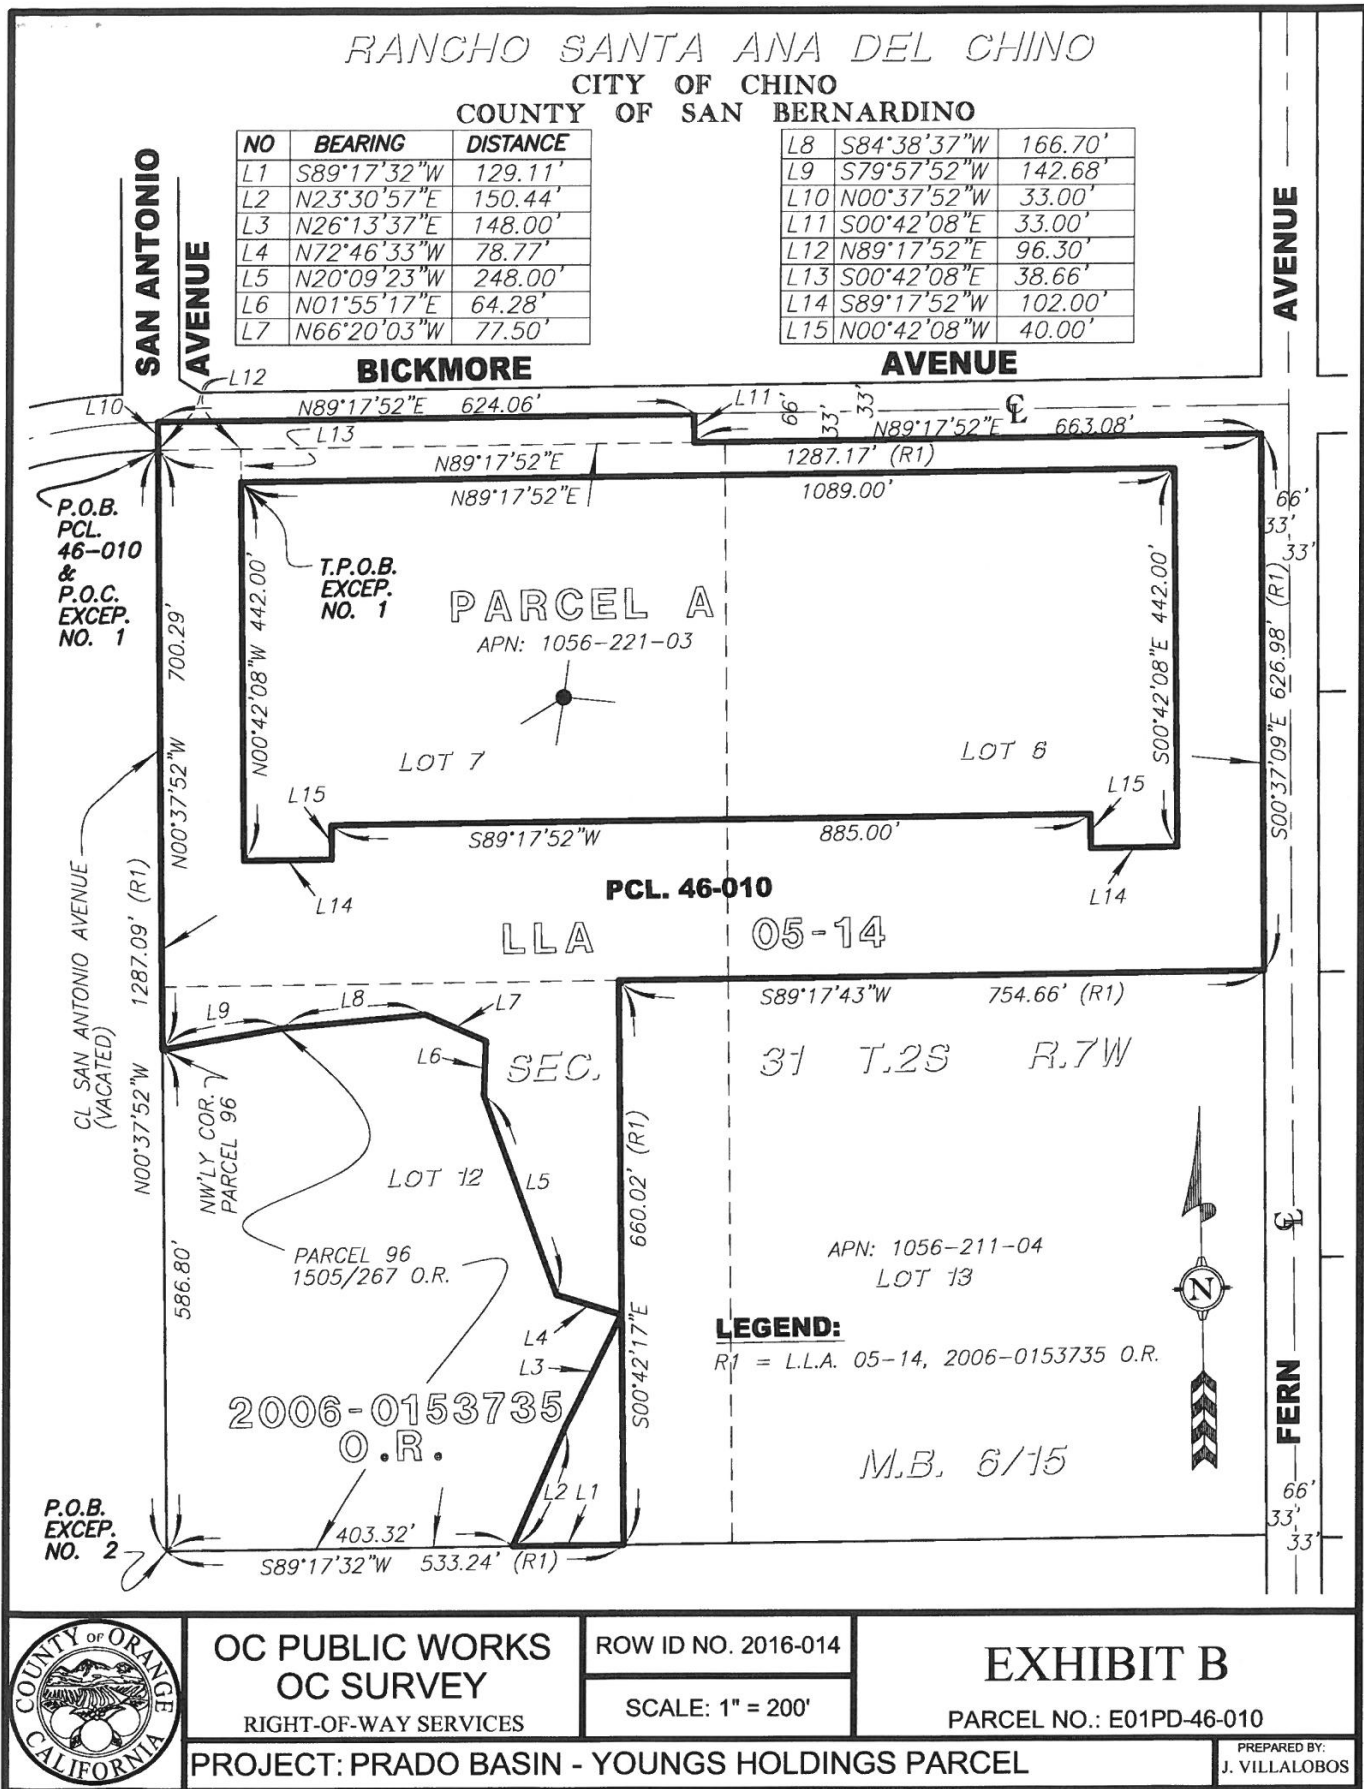 RANCHO SANTA ANA DEL CHINO
CITY OF CHINO
COUNTY OF SAN BERNARDINO
NO BEARING DISTANCE
L1 S89°17'32"W 129.11'
L2 N23°30'57"E 150.44'
L3 N26°13'37"E 148.00'
L4 N72°46'33"W 78.77'
L5 N20°09'23"W 248.00'
L6 N01°55'17"E 64.28'
L7 N66°20'03"W 77.50'
L8 S84°38'37"W 166.70'
L9 S79°57'52"W 142.68'
L10 N00°37'52"W 33.00'
L11 S00°42'08"E 33.00'
L12 N89°17'52"E 96.30'
L13 S00°42'08"E 38.66'
L14 S89°17'52"W 102.00'
L15 N00°42'08"W 40.00'
SAN ANTONIO
AVENUE
AVENUE
BICKMORE AVENUE
L12
L10
N89°17'52"E 624.06'
L11
66'
33'
33'
CL
N89°17'52"E 663.08'
L13
N89°17'52"E 1287.17' (R1)
N89°17'52"E 1089.00'
P.O.B.
PCL.
46-010
&
P.O.C.
EXCEP.
NO. 1
T.P.O.B.
EXCEP.
NO. 1
66'
33'
33'
PARCEL A
APN: 1056-221-03
N00°42'08"W 442.00'
S00°42'08"E 442.00'
S00°37'09"E 626.98' (R1)
N00°37'52"W 700.29'
LOT 7
LOT 6
L15
L15
S89°17'52"W 885.00'
L14
L14
PCL. 46-010
LLA 05-14
CL SAN ANTONIO AVENUE
(VACATED)
N00°37'52"W 1287.09' (R1)
S89°17'43"W 754.66' (R1)
L9
L8
L7
L6
SEC. 31 T.2S R.7W
NW'LY COR.
PARCEL 96
LOT 12
L5
S00°42'17"E 660.02' (R1)
PARCEL 96
1505/267 O.R.
586.80'
APN: 1056-211-04
LOT 13
CL
N
L4
L3
LEGEND:
R1 = L.L.A. 05-14, 2006-0153735 O.R.
2006-0153735
O.R.
FERN
M.B. 6/15
L2 L1
P.O.B.
EXCEP.
NO. 2
403.32'
S89°17'32"W 533.24' (R1)
66'
33'
33'
COUNTY OF ORANGE
CALIFORNIA
OC PUBLIC WORKS
OC SURVEY
RIGHT-OF-WAY SERVICES
ROW ID NO. 2016-014
SCALE: 1" = 200'
EXHIBIT B
PARCEL NO.: E01PD-46-010
PROJECT: PRADO BASIN - YOUNGS HOLDINGS PARCEL
PREPARED BY:
J. VILLALOBOS